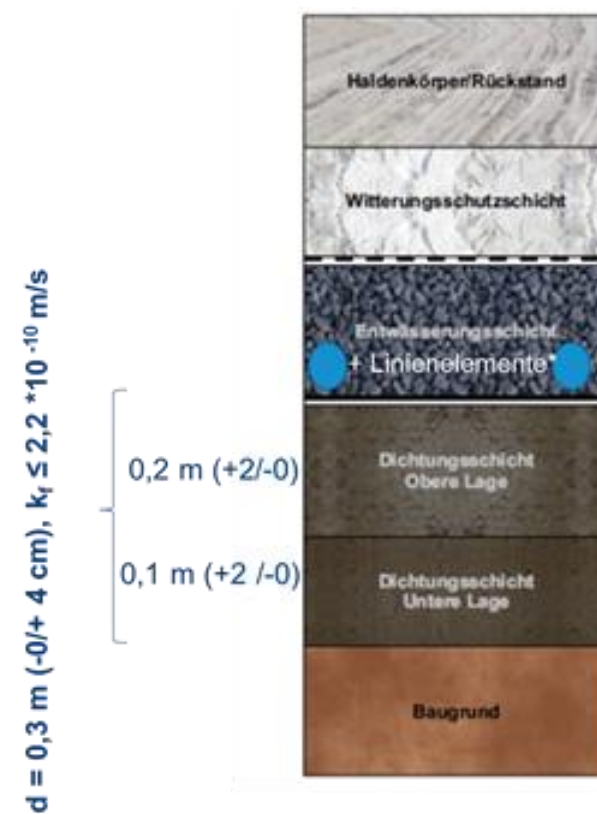 Haldenkörper/Rückstand
Witterungsschutzschicht
Entwässerungsschicht
+ Linienelemente*
d = 0,3 m (-0/+ 4 cm), kf ≤ 2,2 *10 -10 m/s
0,2 m (+2/-0)
Dichtungsschicht
Obere Lage
0,1 m (+2 /-0)
Dichtungsschicht
Untere Lage
Baugrund